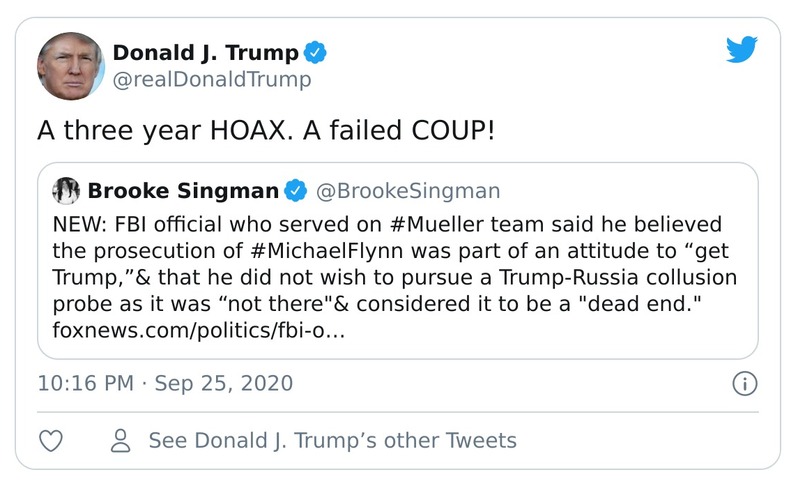 Donald J. Trump
@realDonaldTrump
A three year HOAX. A failed COUP!
Brooke Singman @BrookeSingman
NEW: FBI official who served on #Mueller team said he believed
the prosecution of #MichaelFlynn was part of an attitude to “get
Trump,”& that he did not wish to pursue a Trump-Russia collusion
probe as it was “not there"& considered it to be a "dead end."
foxnews.com/politics/fbi-o…
10:16 PM · Sep 25, 2020
See Donald J. Trump’s other Tweets